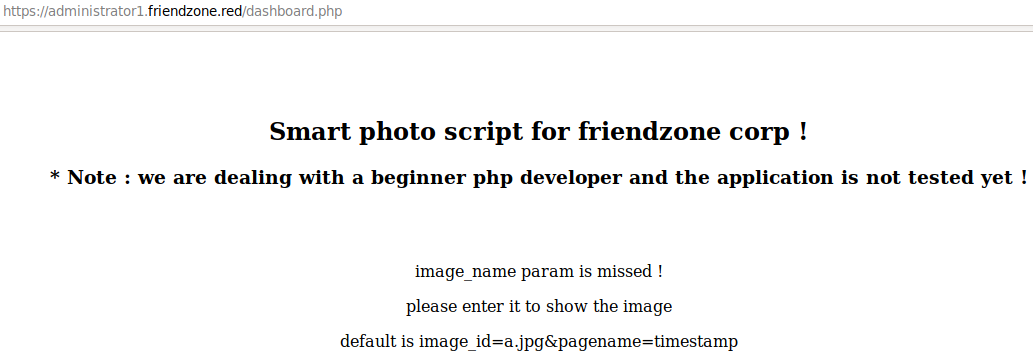 https://administrator1.friendzone.red/dashboard.php
Smart photo script for friendzone corp !
* Note : we are dealing with a beginner php developer and the application is not tested yet !
image_name param is missed !
please enter it to show the image
default is image_id=a.jpg&pagename=timestamp